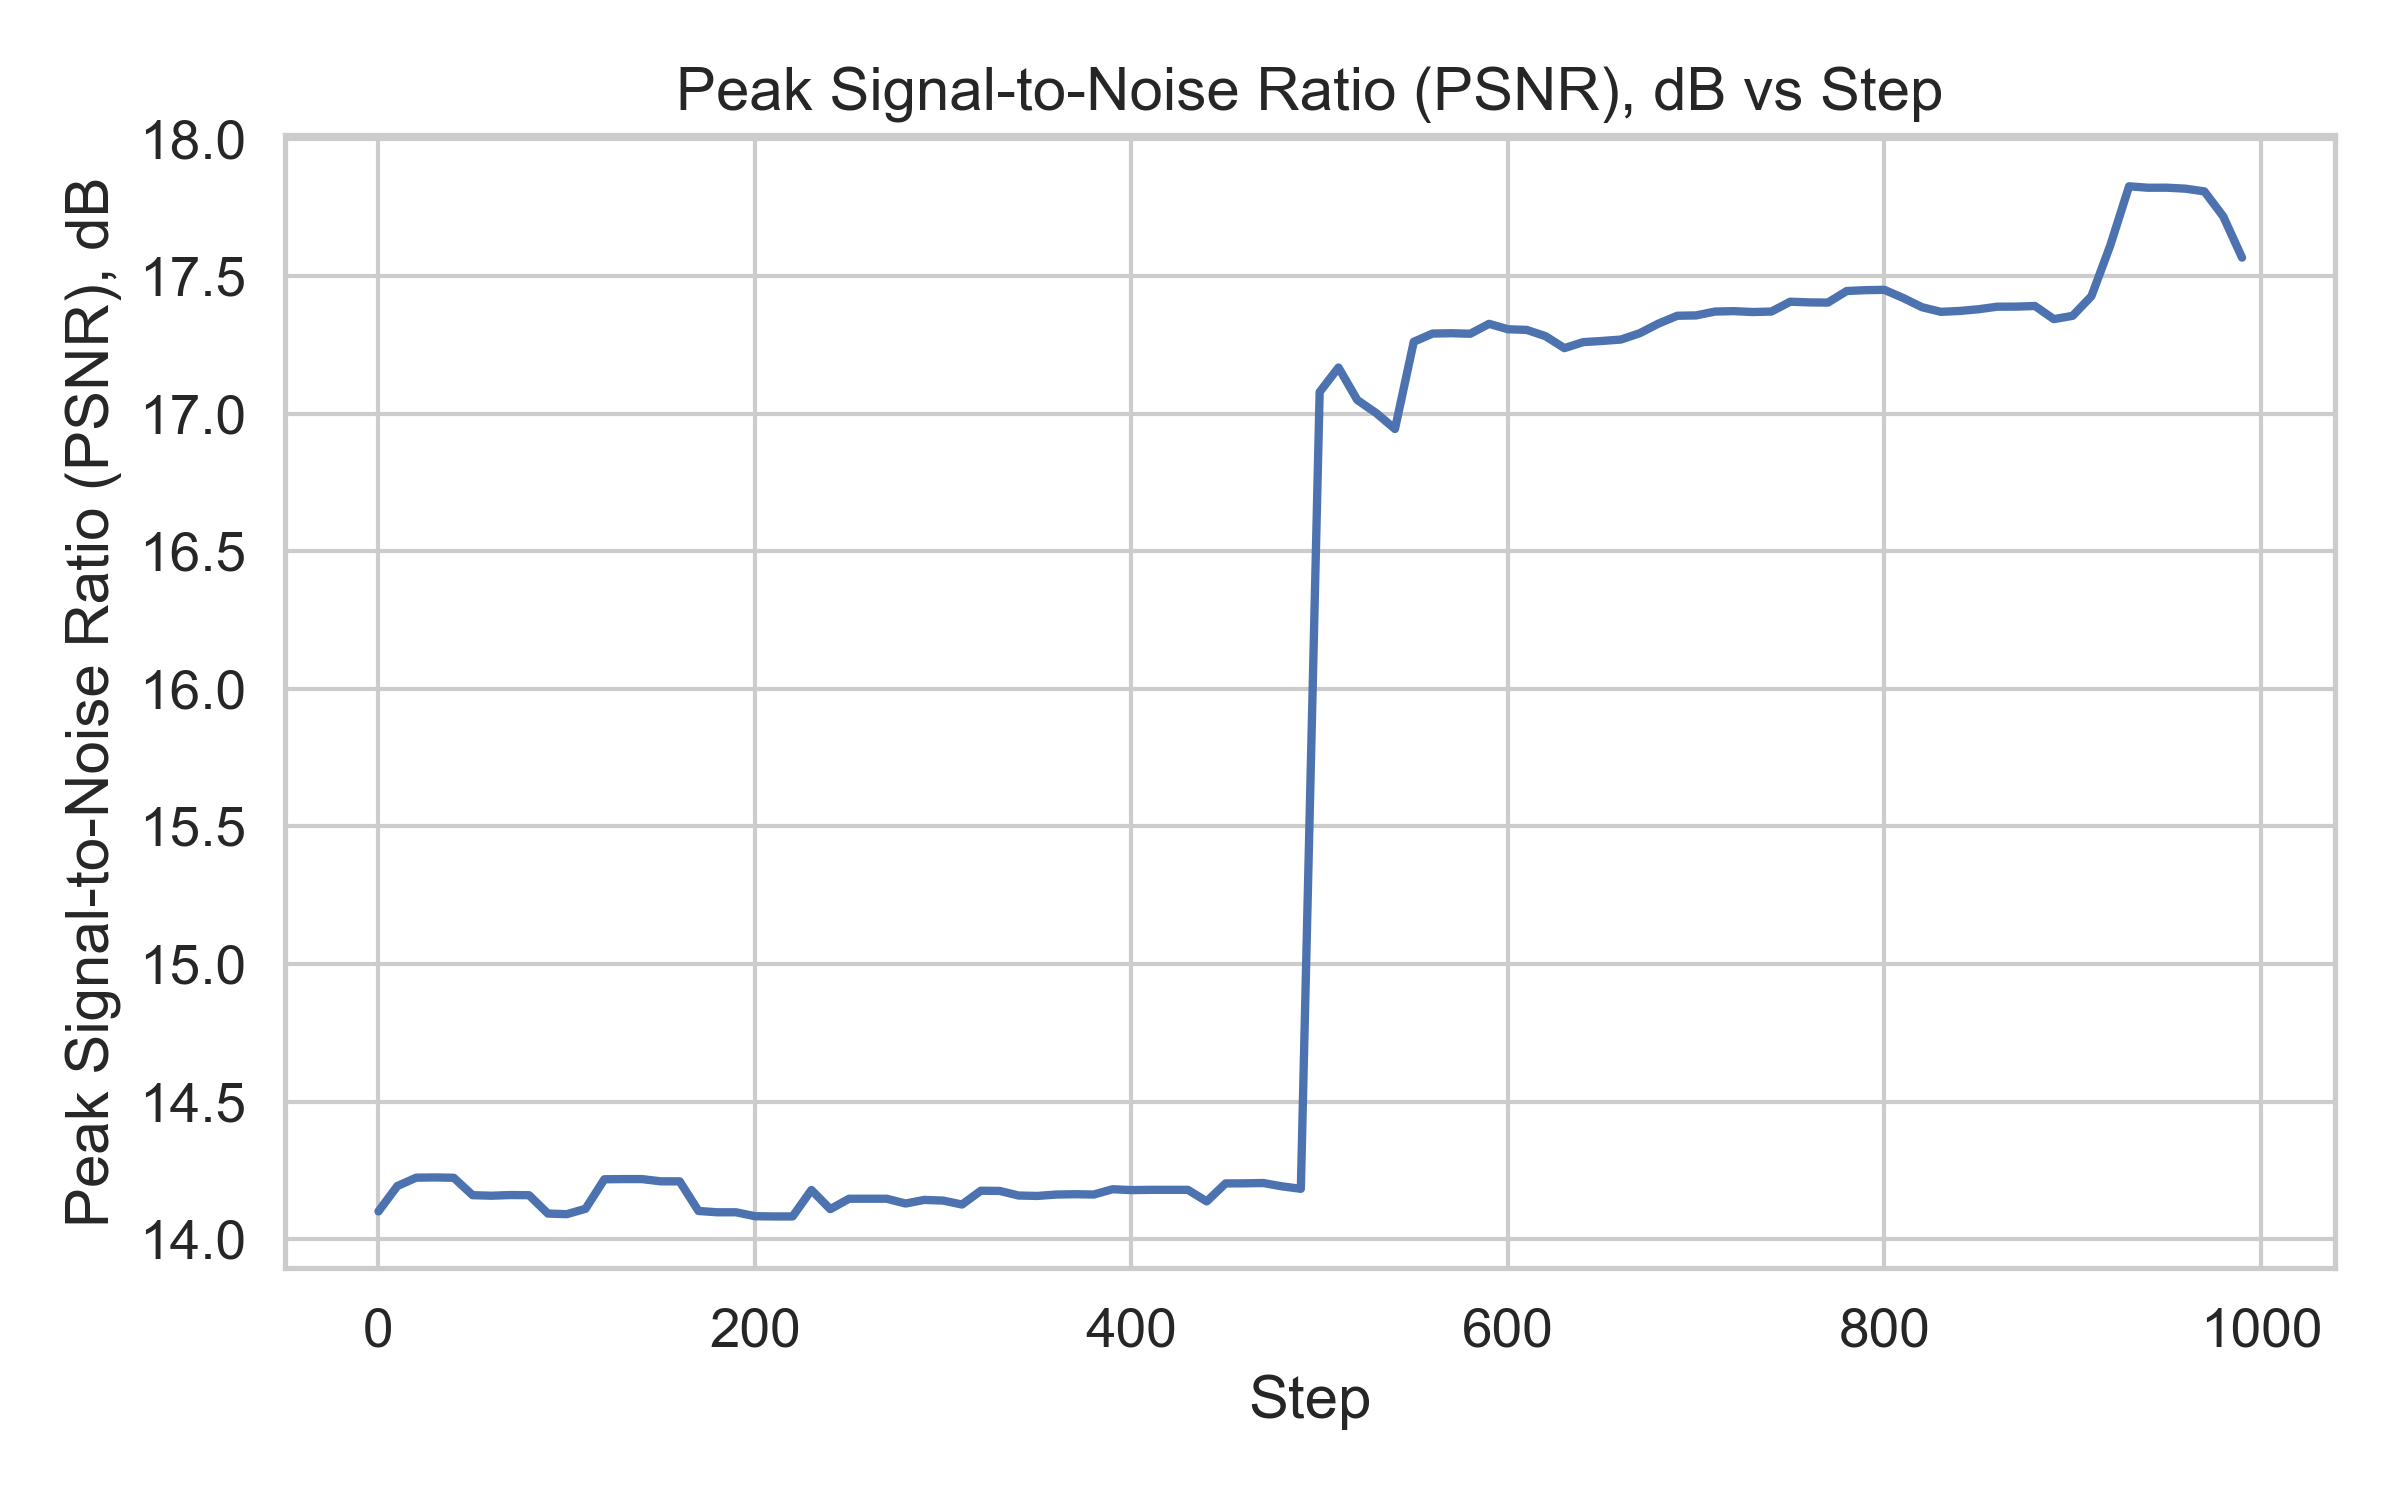 Peak Signal-to-Noise Ratio (PSNR), dB vs Step
Peak Signal-to-Noise Ratio (PSNR), dB
18.0
17.5
17.0
16.5
16.0
15.5
15.0
14.5
14.0
0 200 400 600 800 1000
Step